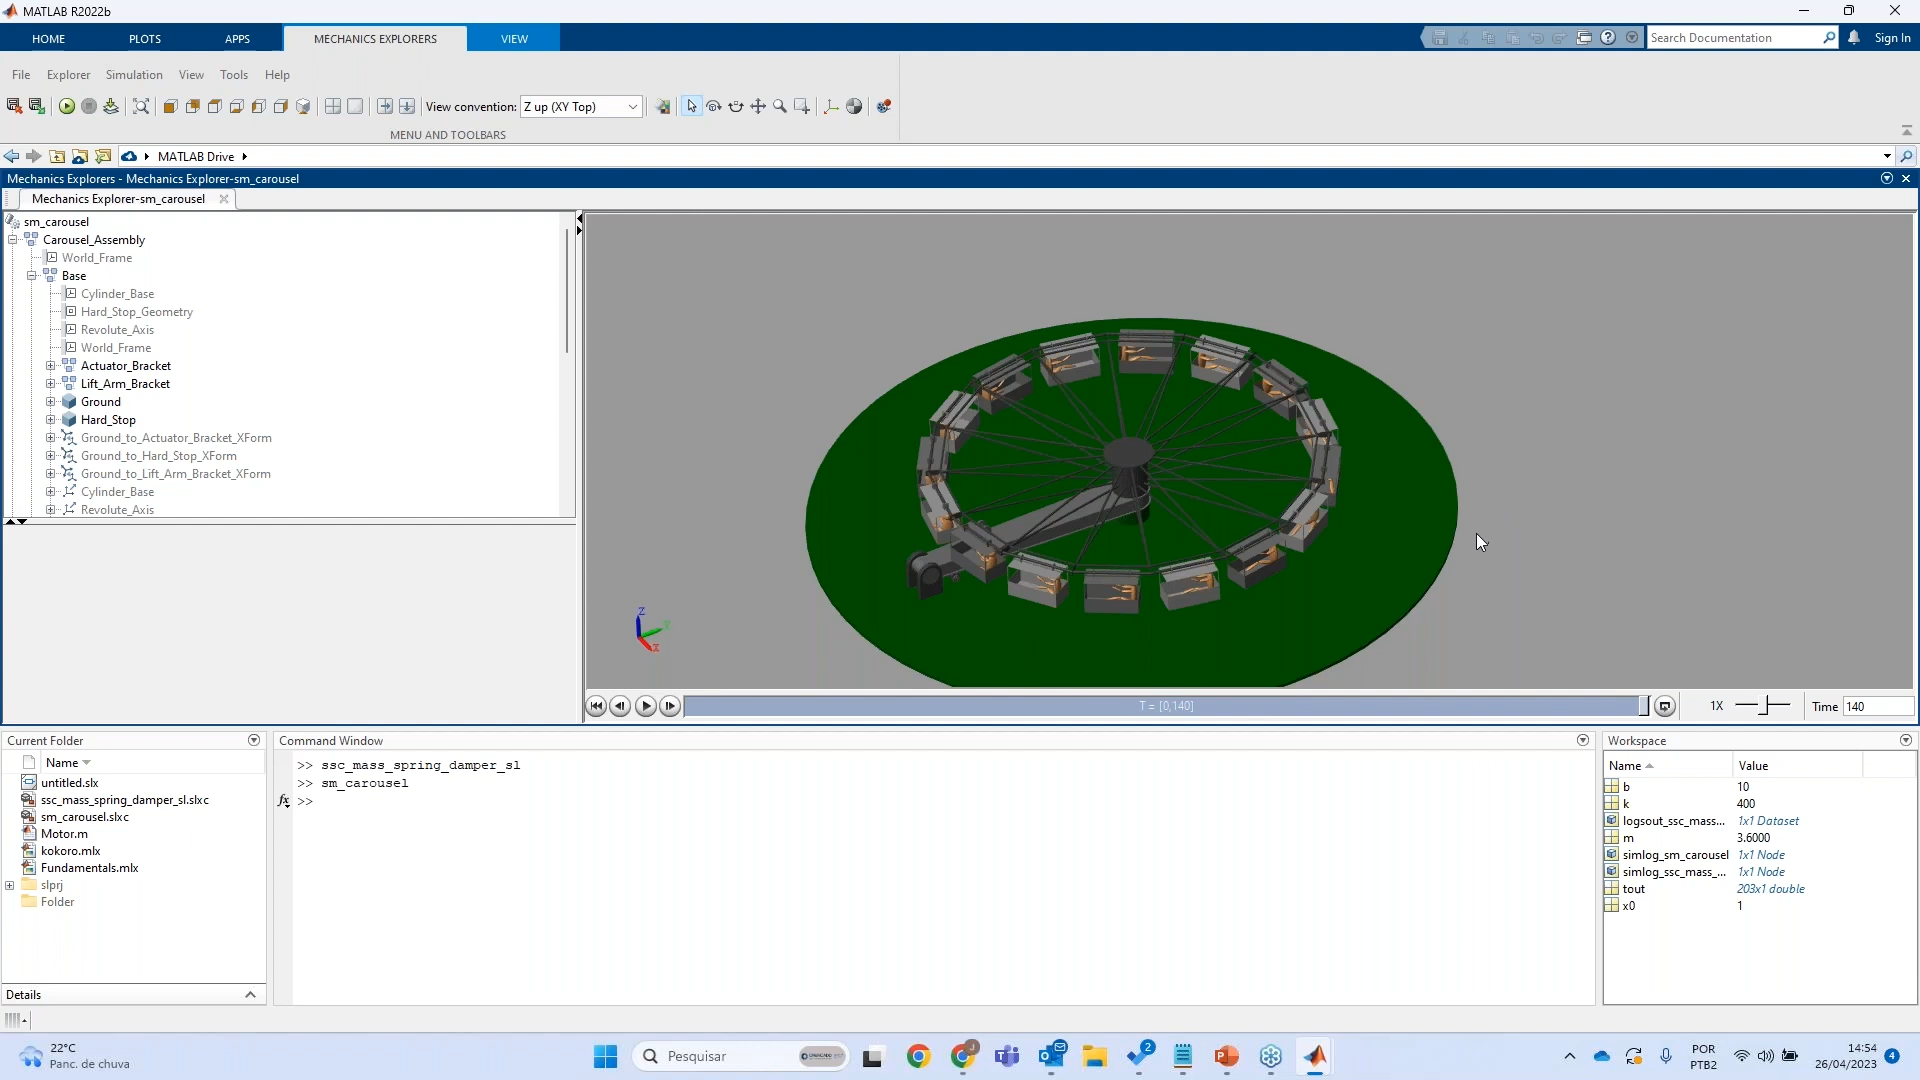 MATLAB R2022b
HOME PLOTS APPS MECHANICS EXPLORERS VIEW
Search Documentation
Sign In
File Explorer Simulation View Tools Help
View convention: Z up (XY Top)
MENU AND TOOLBARS
MATLAB Drive
Mechanics Explorers - Mechanics Explorer-sm_carousel
Mechanics Explorer-sm_carousel
sm_carousel
Carousel_Assembly
World_Frame
Base
Cylinder_Base
Hard_Stop_Geometry
Revolute_Axis
World_Frame
Actuator_Bracket
Lift_Arm_Bracket
Ground
Hard_Stop
Ground_to_Actuator_Bracket_XForm
Ground_to_Hard_Stop_XForm
Ground_to_Lift_Arm_Bracket_XForm
Cylinder_Base
Revolute_Axis
Z
Y
X
T = [0,140]
1X
Time 140
Current Folder
Name
untitled.slx
ssc_mass_spring_damper_sl.slxc
sm_carousel.slxc
Motor.m
kokoro.mlx
Fundamentals.mlx
slprj
Folder
Details
Command Window
>> ssc_mass_spring_damper_sl
>> sm_carousel
fx >>
Workspace
Name Value
b 10
k 400
logsout_ssc_mass... 1x1 Dataset
m 3.6000
simlog_sm_carousel 1x1 Node
simlog_ssc_mass_... 1x1 Node
tout 203x1 double
x0 1
22°C
Panc. de chuva
Pesquisar
2
POR
PTB2
14:54
26/04/2023
4